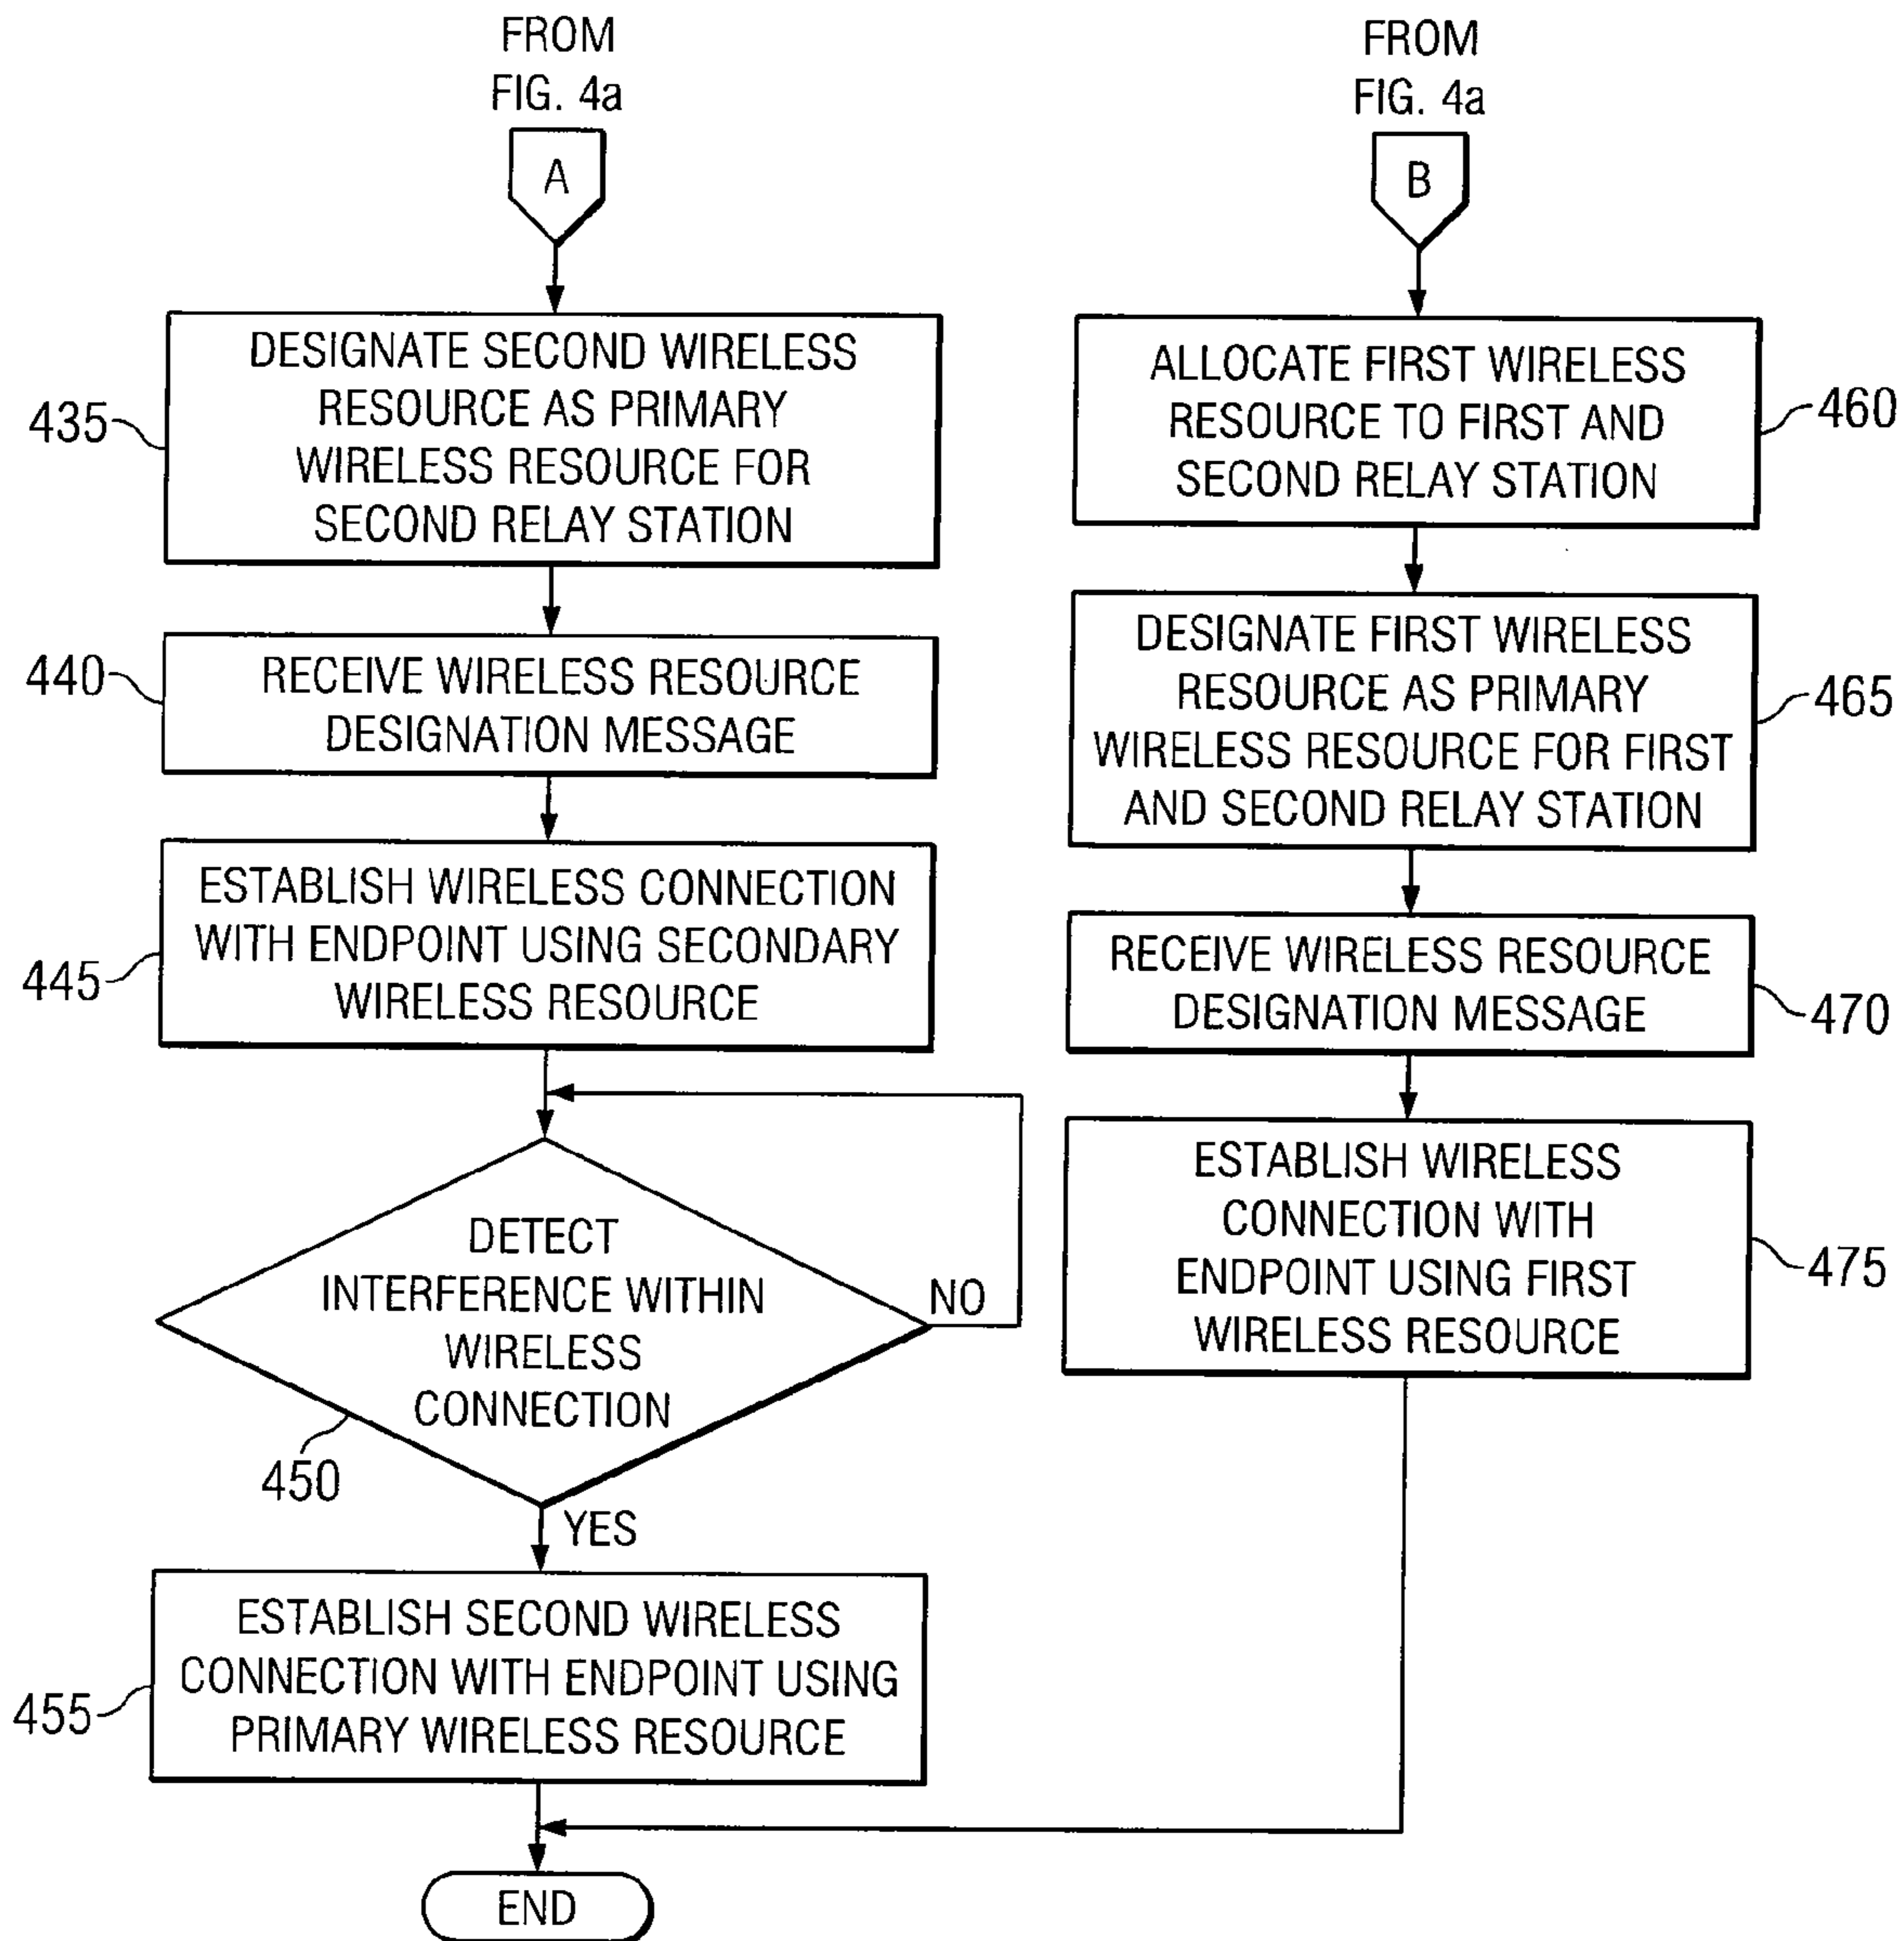 FROM
FIG. 4a
A
DESIGNATE SECOND WIRELESS
RESOURCE AS PRIMARY
WIRELESS RESOURCE FOR
SECOND RELAY STATION
435
RECEIVE WIRELESS RESOURCE
DESIGNATION MESSAGE
440
ESTABLISH WIRELESS CONNECTION
WITH ENDPOINT USING SECONDARY
WIRELESS RESOURCE
445
DETECT
INTERFERENCE WITHIN
WIRELESS
CONNECTION
NO
450
YES
ESTABLISH SECOND WIRELESS
CONNECTION WITH ENDPOINT USING
PRIMARY WIRELESS RESOURCE
455
END
FROM
FIG. 4a
B
ALLOCATE FIRST WIRELESS
RESOURCE TO FIRST AND
SECOND RELAY STATION
460
DESIGNATE FIRST WIRELESS
RESOURCE AS PRIMARY
WIRELESS RESOURCE FOR FIRST
AND SECOND RELAY STATION
465
RECEIVE WIRELESS RESOURCE
DESIGNATION MESSAGE
470
ESTABLISH WIRELESS
CONNECTION WITH
ENDPOINT USING FIRST
WIRELESS RESOURCE
475